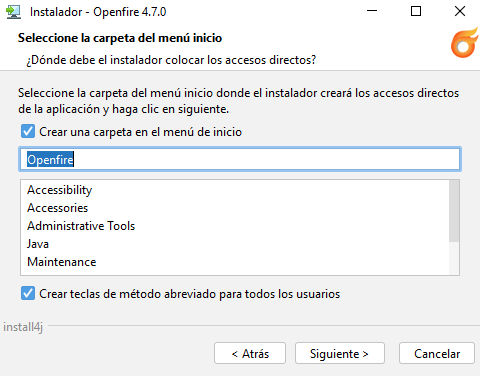 Instalador - Openfire 4.7.0
Seleccione la carpeta del menú inicio
¿Dónde debe el instalador colocar los accesos directos?
Seleccione la carpeta del menú inicio donde el instalador creará los accesos directos
de la aplicación y haga clic en siguiente.
Crear una carpeta en el menú de inicio
Openfire
Accessibility
Accessories
Administrative Tools
Java
Maintenance
Crear teclas de método abreviado para todos los usuarios
install4j
< Atrás Siguiente > Cancelar